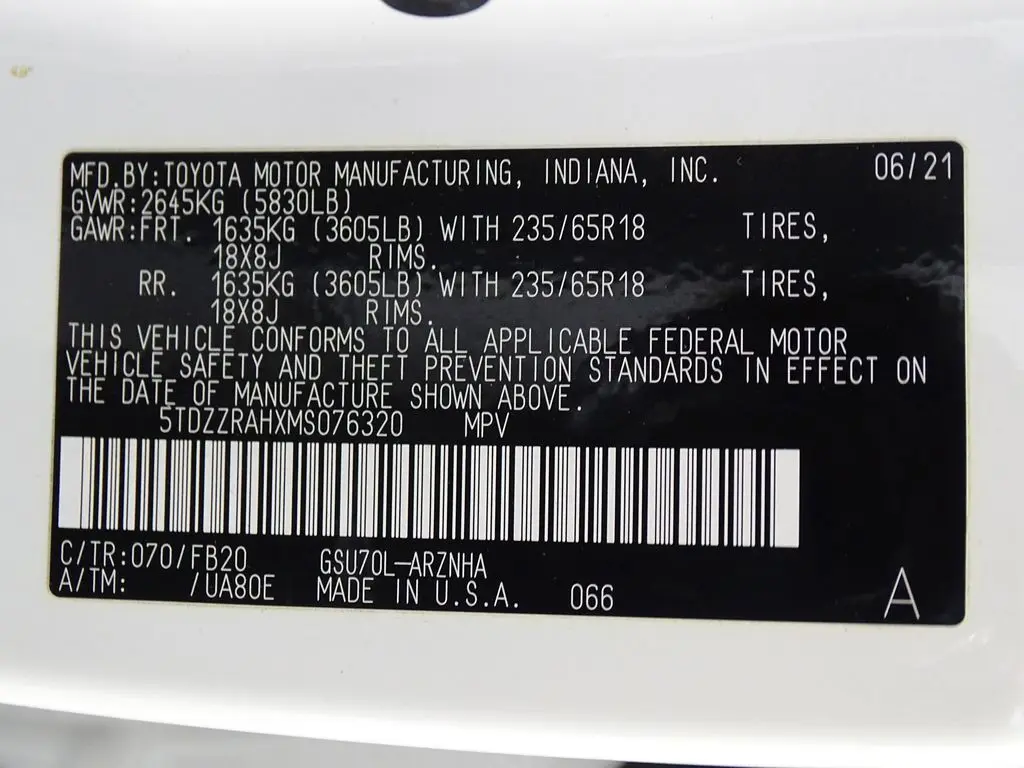 MFD.BY:TOYOTA MOTOR MANUFACTURING, INDIANA, INC. 06/21
GVWR:2645KG (5830LB)
GAWR:FRT. 1635KG (3605LB) WITH 235/65R18 TIRES,
18X8J RIMS.
RR. 1635KG (3605LB) WITH 235/65R18 TIRES,
18X8J RIMS.
THIS VEHICLE CONFORMS TO ALL APPLICABLE FEDERAL MOTOR
VEHICLE SAFETY AND THEFT PREVENTION STANDARDS IN EFFECT ON
THE DATE OF MANUFACTURE SHOWN ABOVE.
5TDZZRAHXMS076320 MPV
C/TR:070/FB20 GSU70L-ARZNHA
A/TM: /UA80E MADE IN U.S.A. 066 A